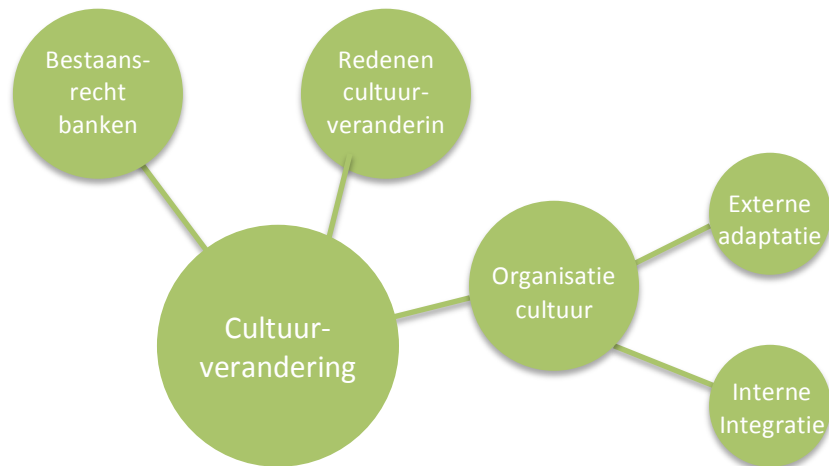 Bestaans-
recht
banken
Redenen
cultuur-
veranderin
Externe
adaptatie
Organisatie
cultuur
Cultuur-
verandering
Interne
Integratie